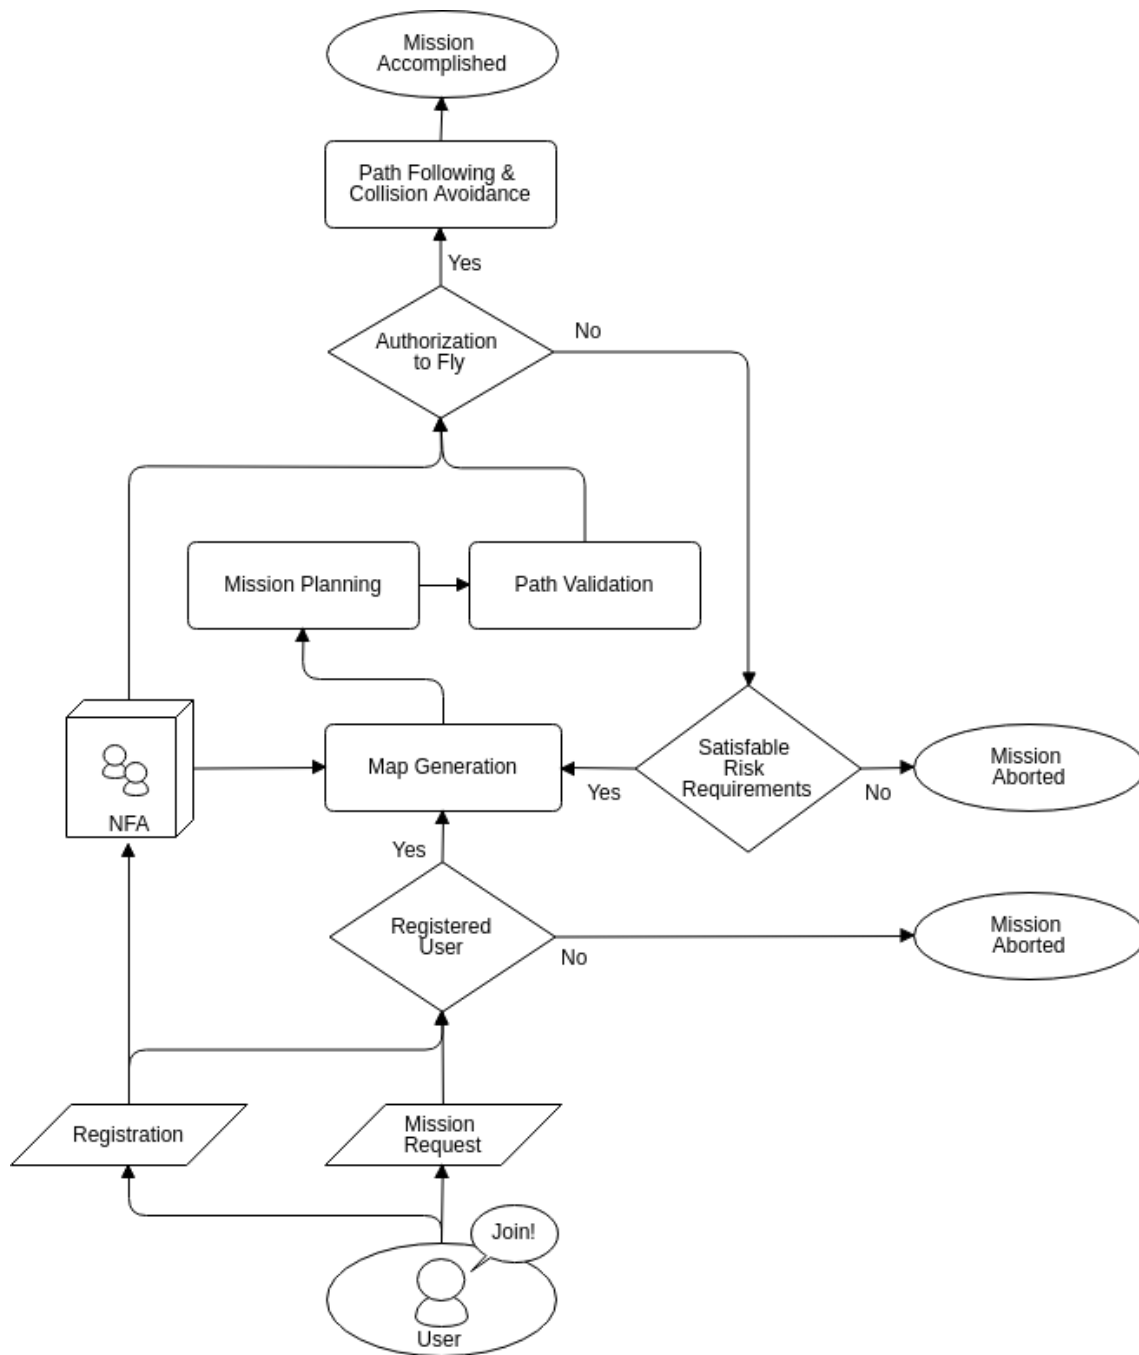 Mission
Accomplished
Path Following &
Collision Avoidance
Yes
Authorization
to Fly
No
Mission Planning
Path Validation
NFA
Map Generation
Satisfable
Risk
Requirements
Yes
No
Mission
Aborted
Yes
Registered
User
No
Mission
Aborted
Registration
Mission
Request
Join!
User